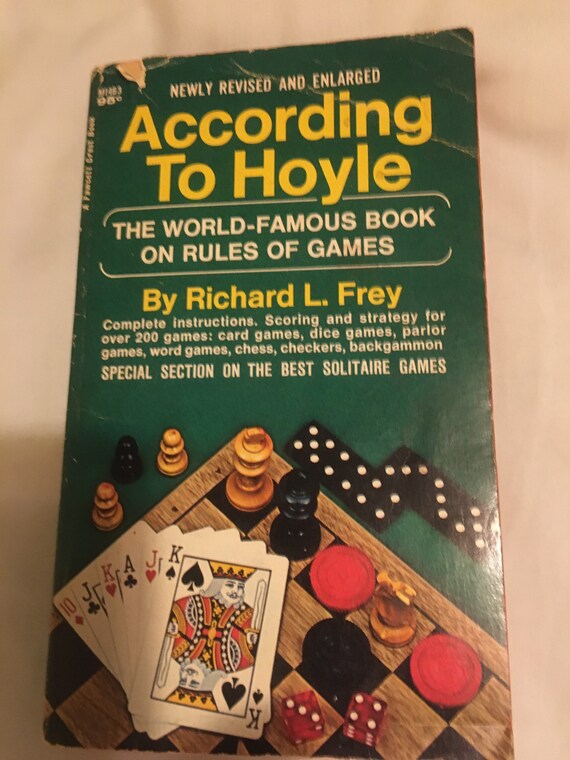 M1463
95¢
A Fawcett Crest Book
NEWLY REVISED AND ENLARGED
According
To Hoyle
THE WORLD-FAMOUS BOOK
ON RULES OF GAMES
By Richard L. Frey
Complete instructions. Scoring and strategy for
over 200 games: card games, dice games, parlor
games, word games, chess, checkers, backgammon
SPECIAL SECTION ON THE BEST SOLITAIRE GAMES
10 J K A J K
K